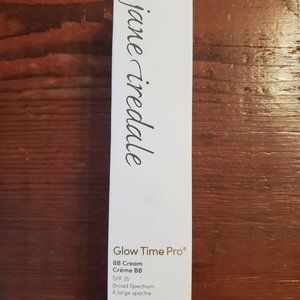 jane iredale
Glow Time Pro®
BB Cream
Crème BB
SPF 25
Broad Spectrum
À large spectre